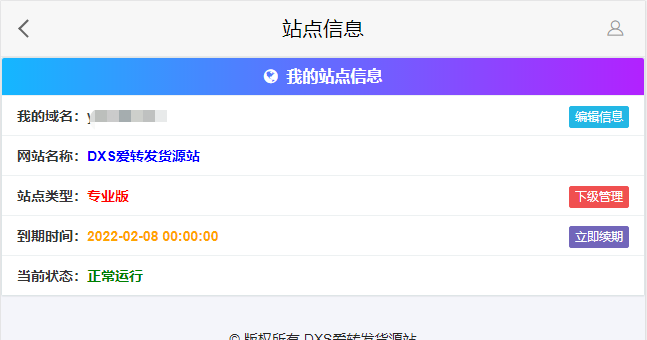 站点信息
我的站点信息
我的域名： 编辑信息
网站名称：DXS爱转发货源站
站点类型：专业版 下级管理
到期时间：2022-02-08 00:00:00 立即续期
当前状态：正常运行
© 版权所有 DXS爱转发货源站